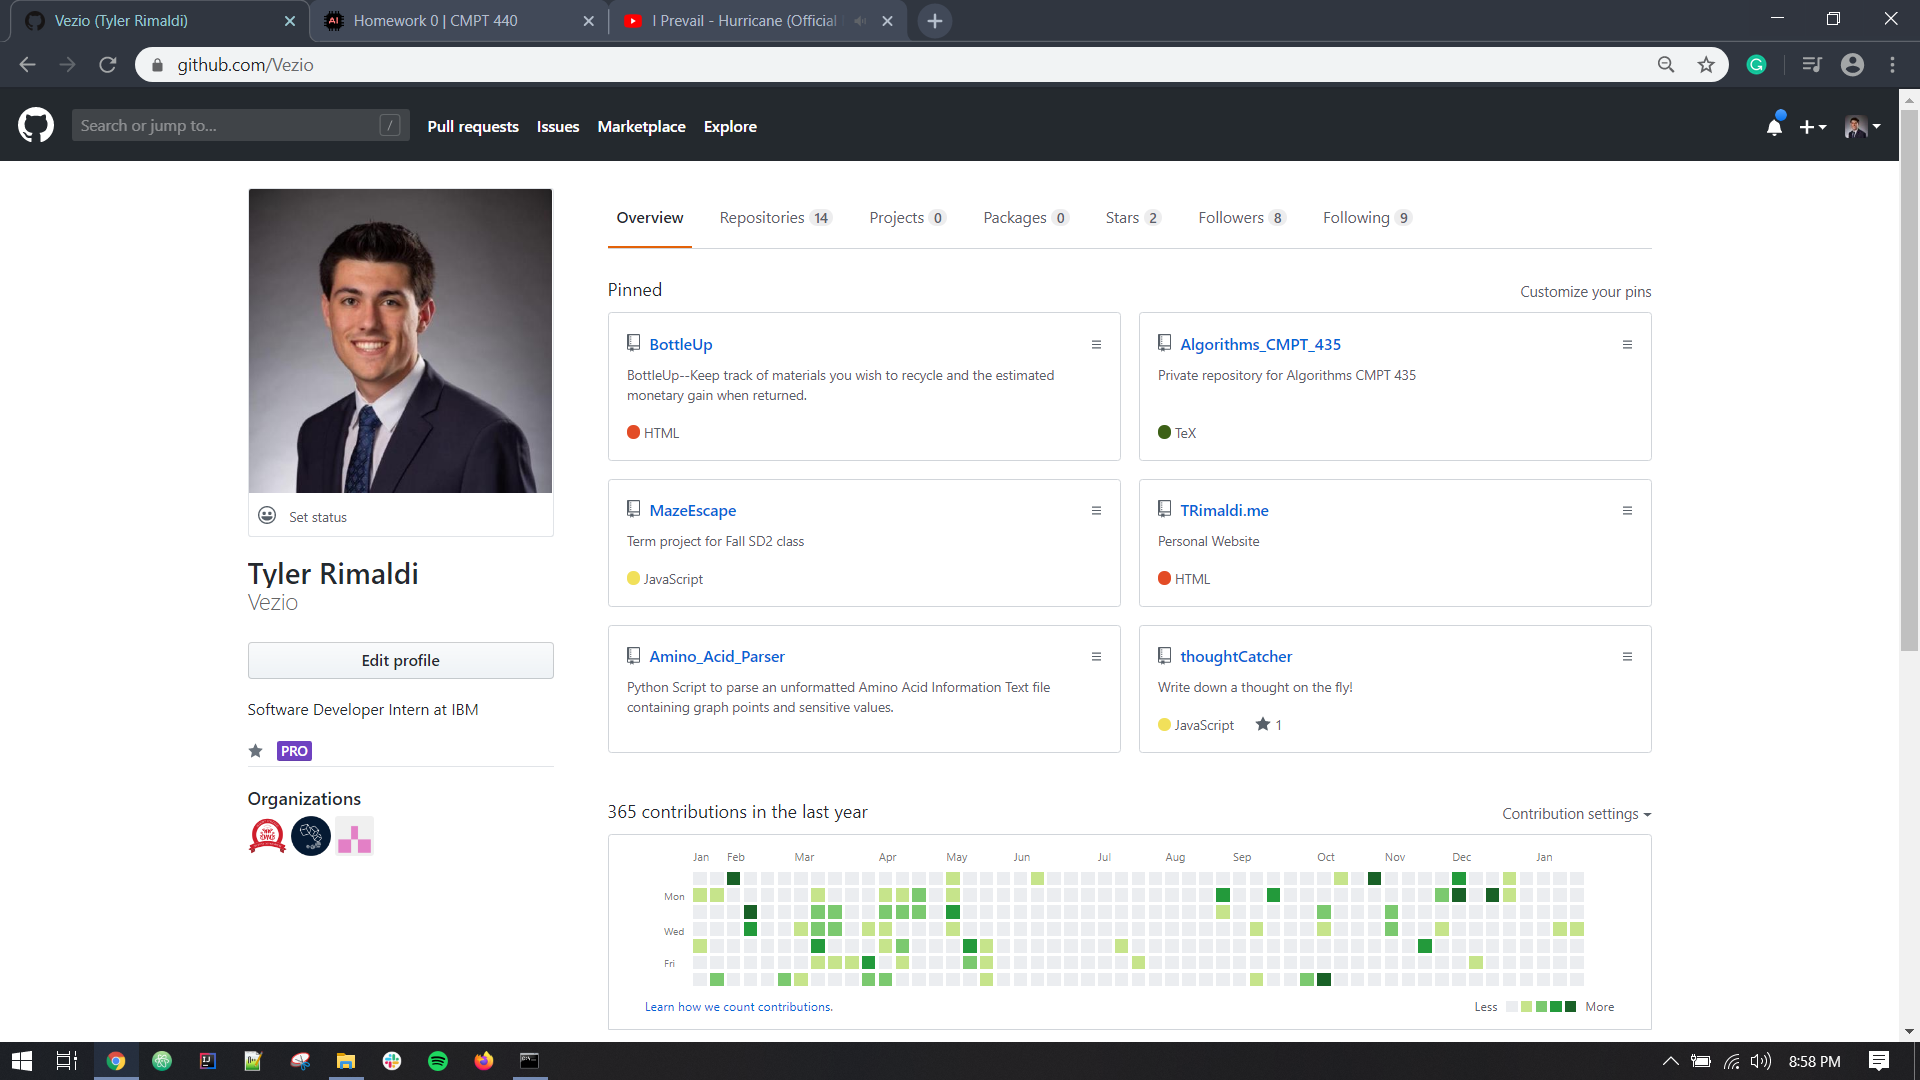 Vezio (Tyler Rimaldi)
Homework 0 | CMPT 440
I Prevail - Hurricane (Official
github.com/Vezio
Search or jump to...
/
Pull requests
Issues
Marketplace
Explore
Overview
Repositories 14
Projects 0
Packages 0
Stars 2
Followers 8
Following 9
Set status
Tyler Rimaldi
Vezio
Edit profile
Software Developer Intern at IBM
PRO
Organizations
Pinned
Customize your pins
BottleUp
BottleUp--Keep track of materials you wish to recycle and the estimated
monetary gain when returned.
HTML
Algorithms_CMPT_435
Private repository for Algorithms CMPT 435
TeX
MazeEscape
Term project for Fall SD2 class
JavaScript
TRimaldi.me
Personal Website
HTML
Amino_Acid_Parser
Python Script to parse an unformatted Amino Acid Information Text file
containing graph points and sensitive values.
thoughtCatcher
Write down a thought on the fly!
JavaScript 1
365 contributions in the last year
Contribution settings
Jan Feb Mar Apr May Jun Jul Aug Sep Oct Nov Dec Jan
Mon
Wed
Fri
Learn how we count contributions.
Less More
8:58 PM